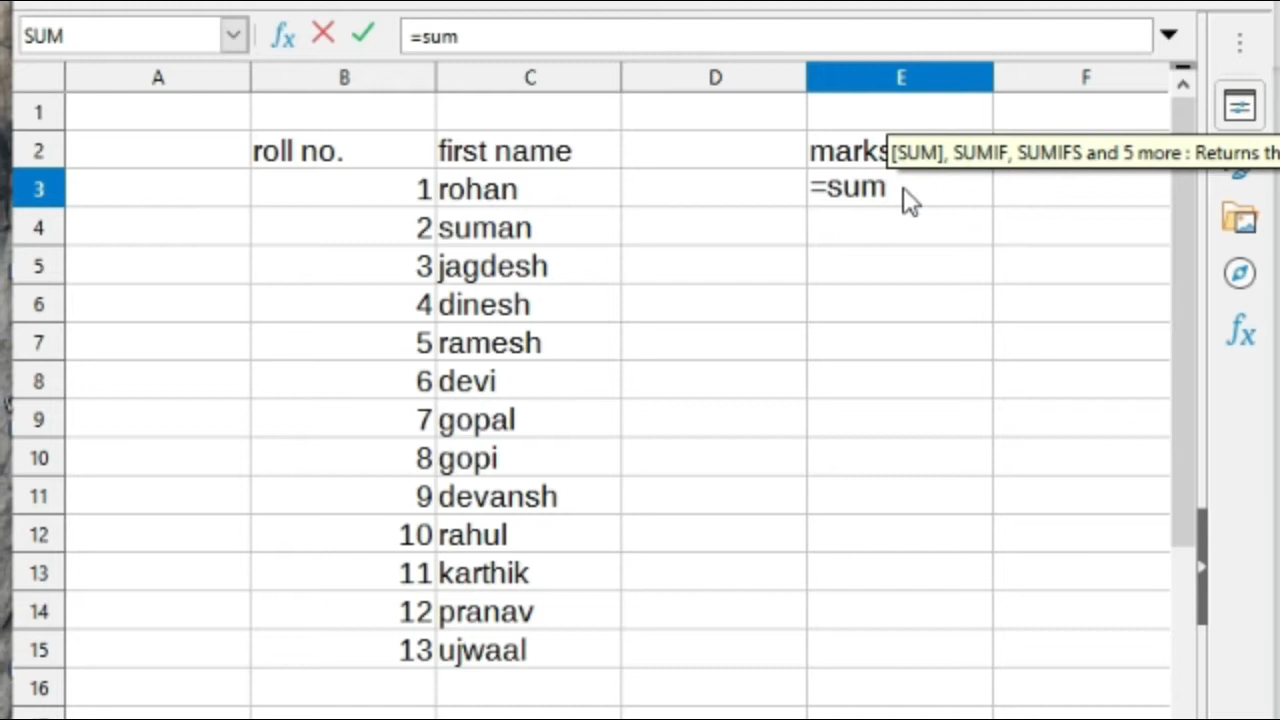 SUM fx =sum
A B C D E F
1
2 roll no. first name marks [SUM], SUMIF, SUMIFS and 5 more : Returns th
3 1 rohan =sum
4 2 suman
5 3 jagdesh
6 4 dinesh
7 5 ramesh
8 6 devi
9 7 gopal
10 8 gopi
11 9 devansh
12 10 rahul
13 11 karthik
14 12 pranav
15 13 ujwaal
16
fx